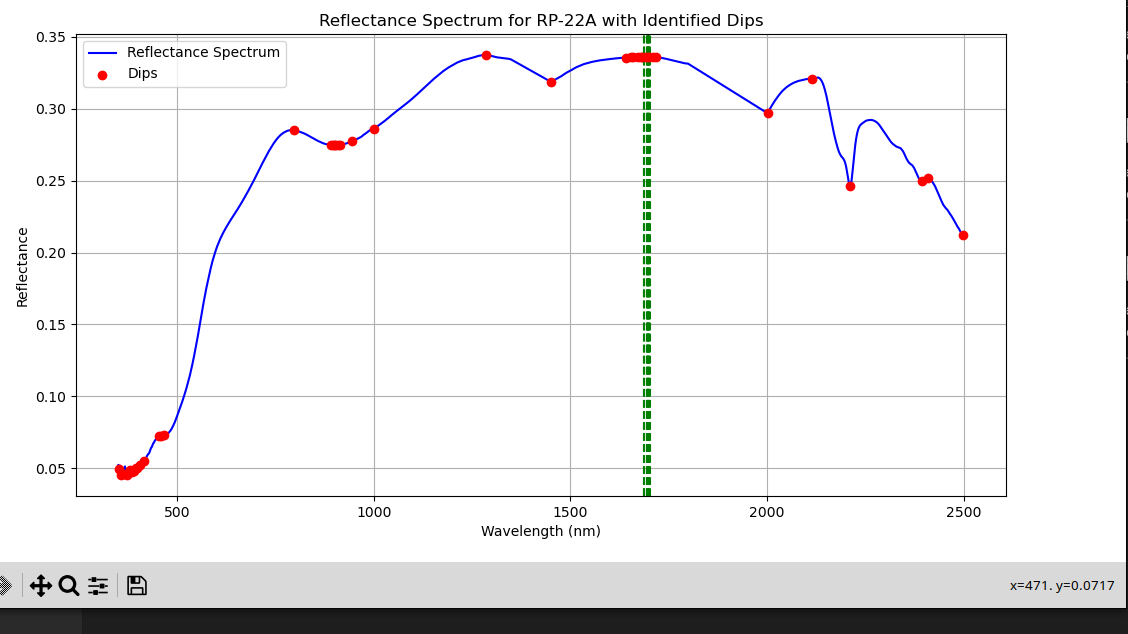 Reflectance Spectrum for RP-22A with Identified Dips
Reflectance Spectrum
Dips
0.35
0.30
0.25
0.20
0.15
0.10
0.05
Reflectance
500
1000
1500
2000
2500
Wavelength (nm)
x=471. y=0.0717